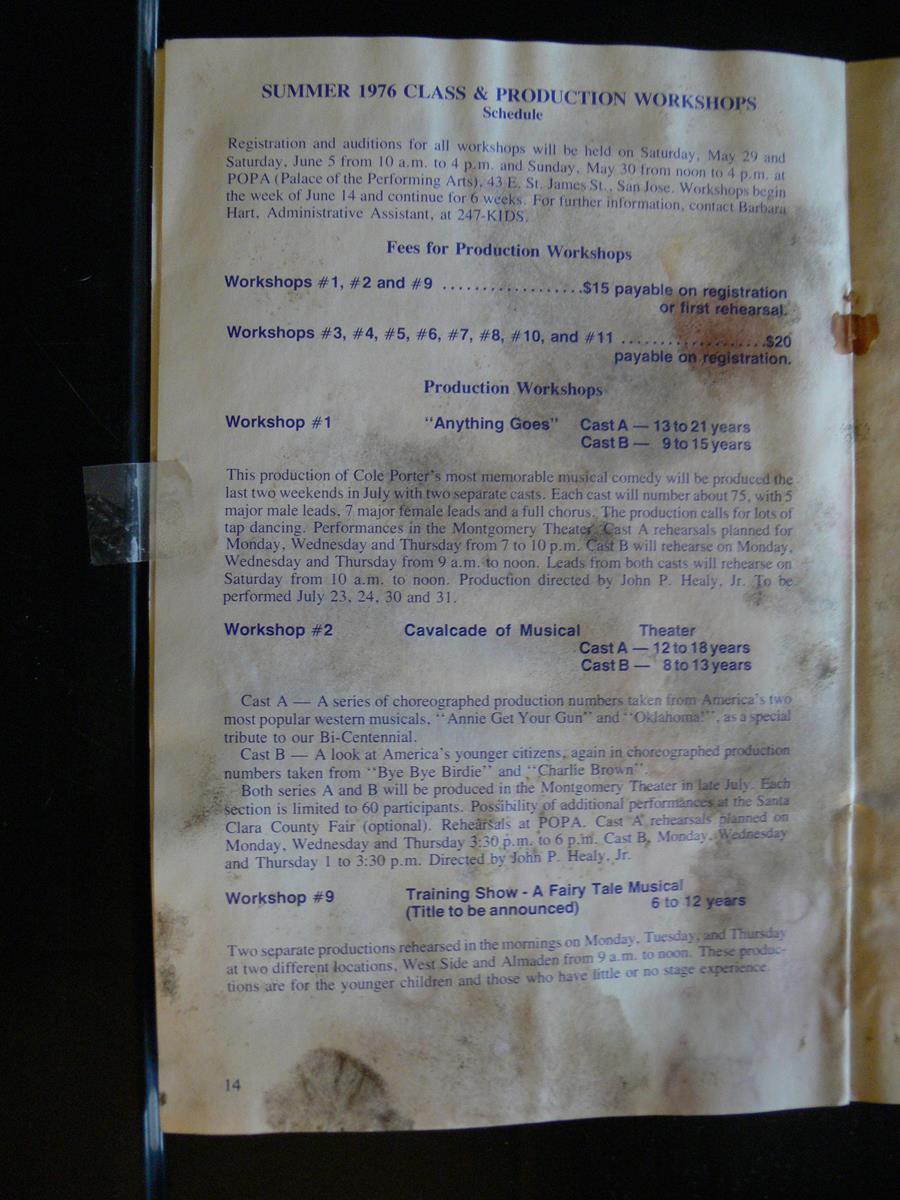 SUMMER 1976 CLASS & PRODUCTION WORKSHOPS
Schedule
Registration and auditions for all workshops will be held on Saturday, May 29 and
Saturday, June 5 from 10 a.m. to 4 p.m. and Sunday, May 30 from noon to 4 p.m. at
POPA (Palace of the Performing Arts), 43 E. St. James St., San Jose. Workshops begin
the week of June 14 and continue for 6 weeks. For further information, contact Barbara
Hart, Administrative Assistant, at 247-KIDS.
Fees for Production Workshops
Workshops #1, #2 and #9 ..................$15 payable on registration
or first rehearsal.
Workshops #3, #4, #5, #6, #7, #8, #10, and #11 ...................$20
payable on registration.
Production Workshops
Workshop #1 "Anything Goes" Cast A — 13 to 21 years
Cast B — 9 to 15 years
This production of Cole Porter's most memorable musical comedy will be produced the
last two weekends in July with two separate casts. Each cast will number about 75, with 5
major male leads, 7 major female leads and a full chorus. The production calls for lots of
tap dancing. Performances in the Montgomery Theater. Cast A rehearsals planned for
Monday, Wednesday and Thursday from 7 to 10 p.m. Cast B will rehearse on Monday,
Wednesday and Thursday from 9 a.m. to noon. Leads from both casts will rehearse on
Saturday from 10 a.m. to noon. Production directed by John P. Healy, Jr. To be
performed July 23, 24, 30 and 31.
Workshop #2 Cavalcade of Musical Theater
Cast A — 12 to 18 years
Cast B — 8 to 13 years
Cast A — A series of choreographed production numbers taken from America's two
most popular western musicals, "Annie Get Your Gun" and "Oklahoma!", as a special
tribute to our Bi-Centennial.
Cast B — A look at America's younger citizens, again in choreographed production
numbers taken from "Bye Bye Birdie" and "Charlie Brown".
Both series A and B will be produced in the Montgomery Theater in late July. Each
section is limited to 60 participants. Possibility of additional performances at the Santa
Clara County Fair (optional). Rehearsals at POPA. Cast A rehearsals planned on
Monday, Wednesday and Thursday 3:30 p.m. to 6 p.m. Cast B, Monday, Wednesday
and Thursday 1 to 3:30 p.m. Directed by John P. Healy, Jr.
Workshop #9 Training Show - A Fairy Tale Musical
(Title to be announced) 6 to 12 years
Two separate productions rehearsed in the mornings on Monday, Tuesday, and Thursday
at two different locations, West Side and Almaden from 9 a.m. to noon. These produc-
tions are for the younger children and those who have little or no stage experience.
14